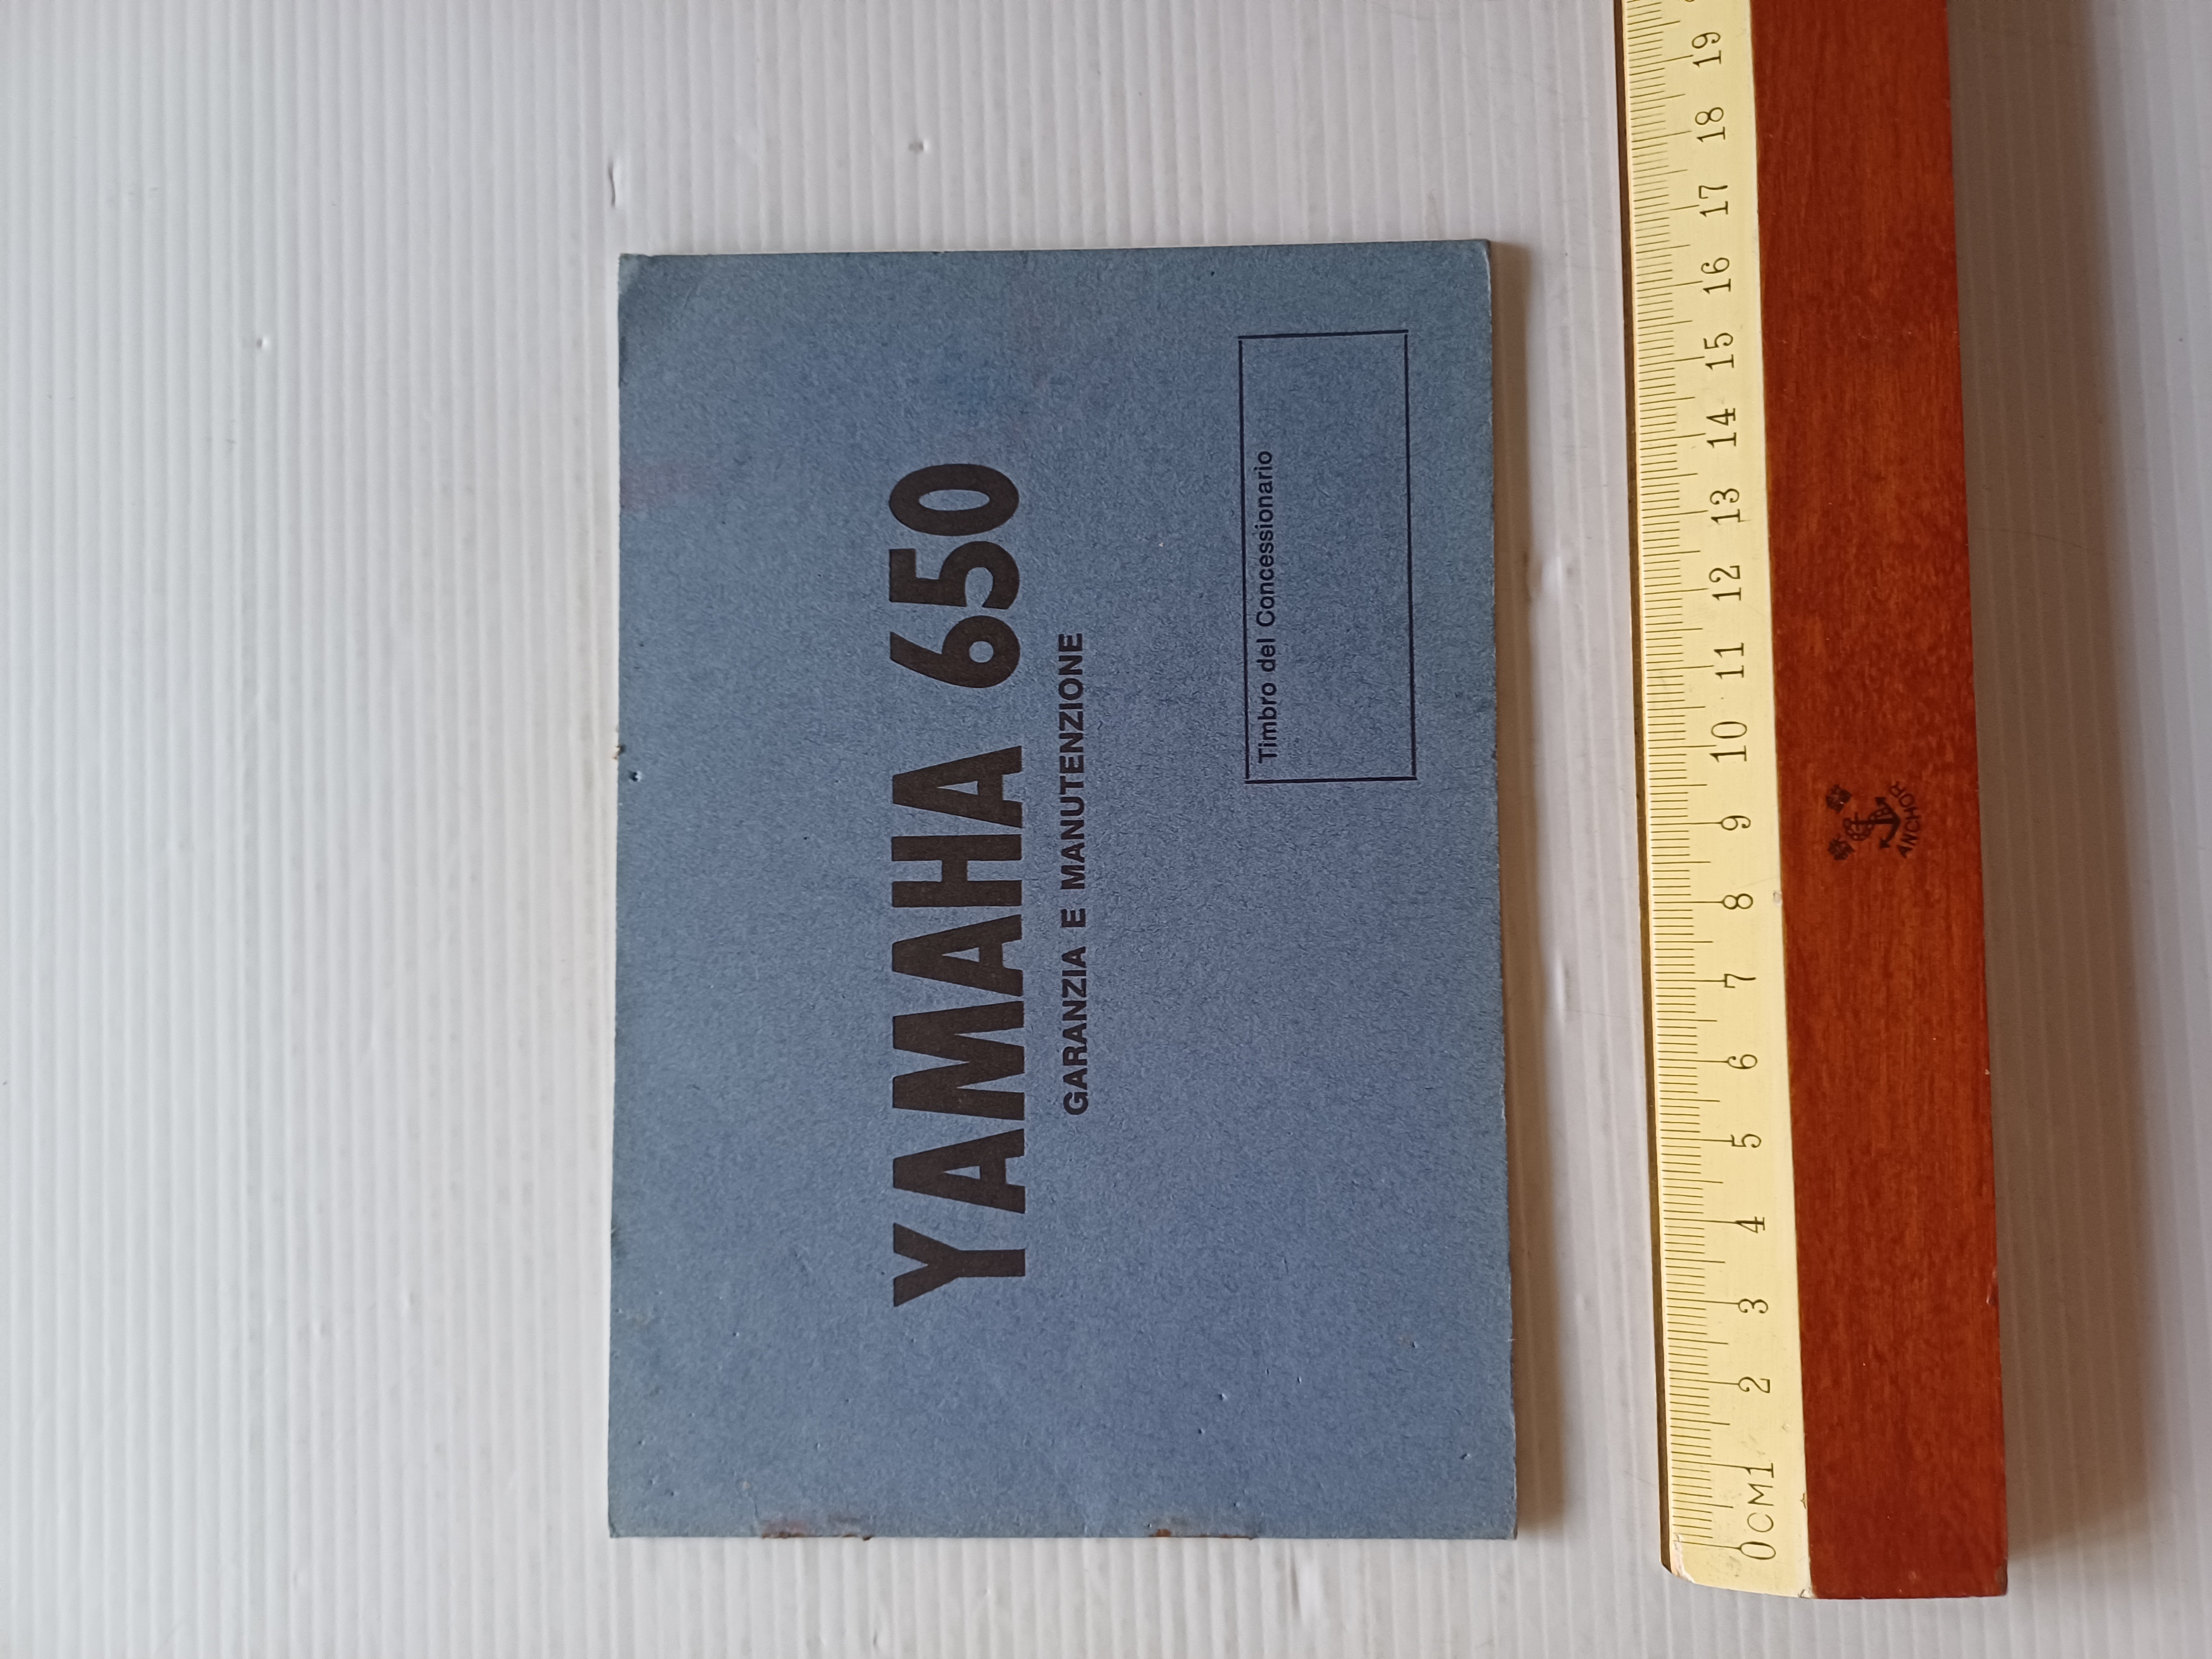 YAMAHA 650
GARANZIA E MANUTENZIONE
Timbro del Concessionario
0 CM 1 2 3 4 5 6 7 8 9 10 11 12 13 14 15 16 17 18 19
ANCHOR